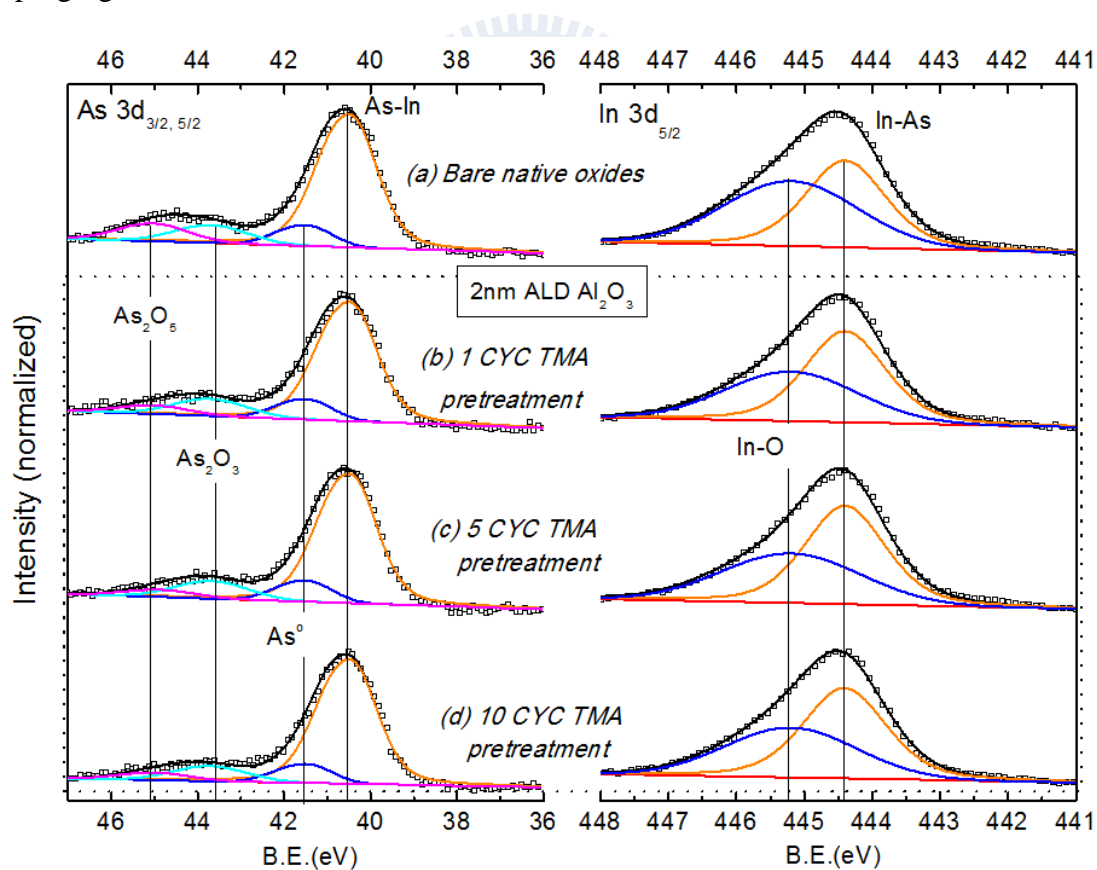 46 44 42 40 38 36
448 447 446 445 444 443 442 441
As 3d3/2, 5/2
As-In
In 3d5/2
In-As
(a) Bare native oxides
2nm ALD Al2O3
As2O5
(b) 1 CYC TMA
pretreatment
As2O3
In-O
(c) 5 CYC TMA
pretreatment
Aso
(d) 10 CYC TMA
pretreatment
Intensity (normalized)
46 44 42 40 38 36
448 447 446 445 444 443 442 441
B.E.(eV)
B.E.(eV)